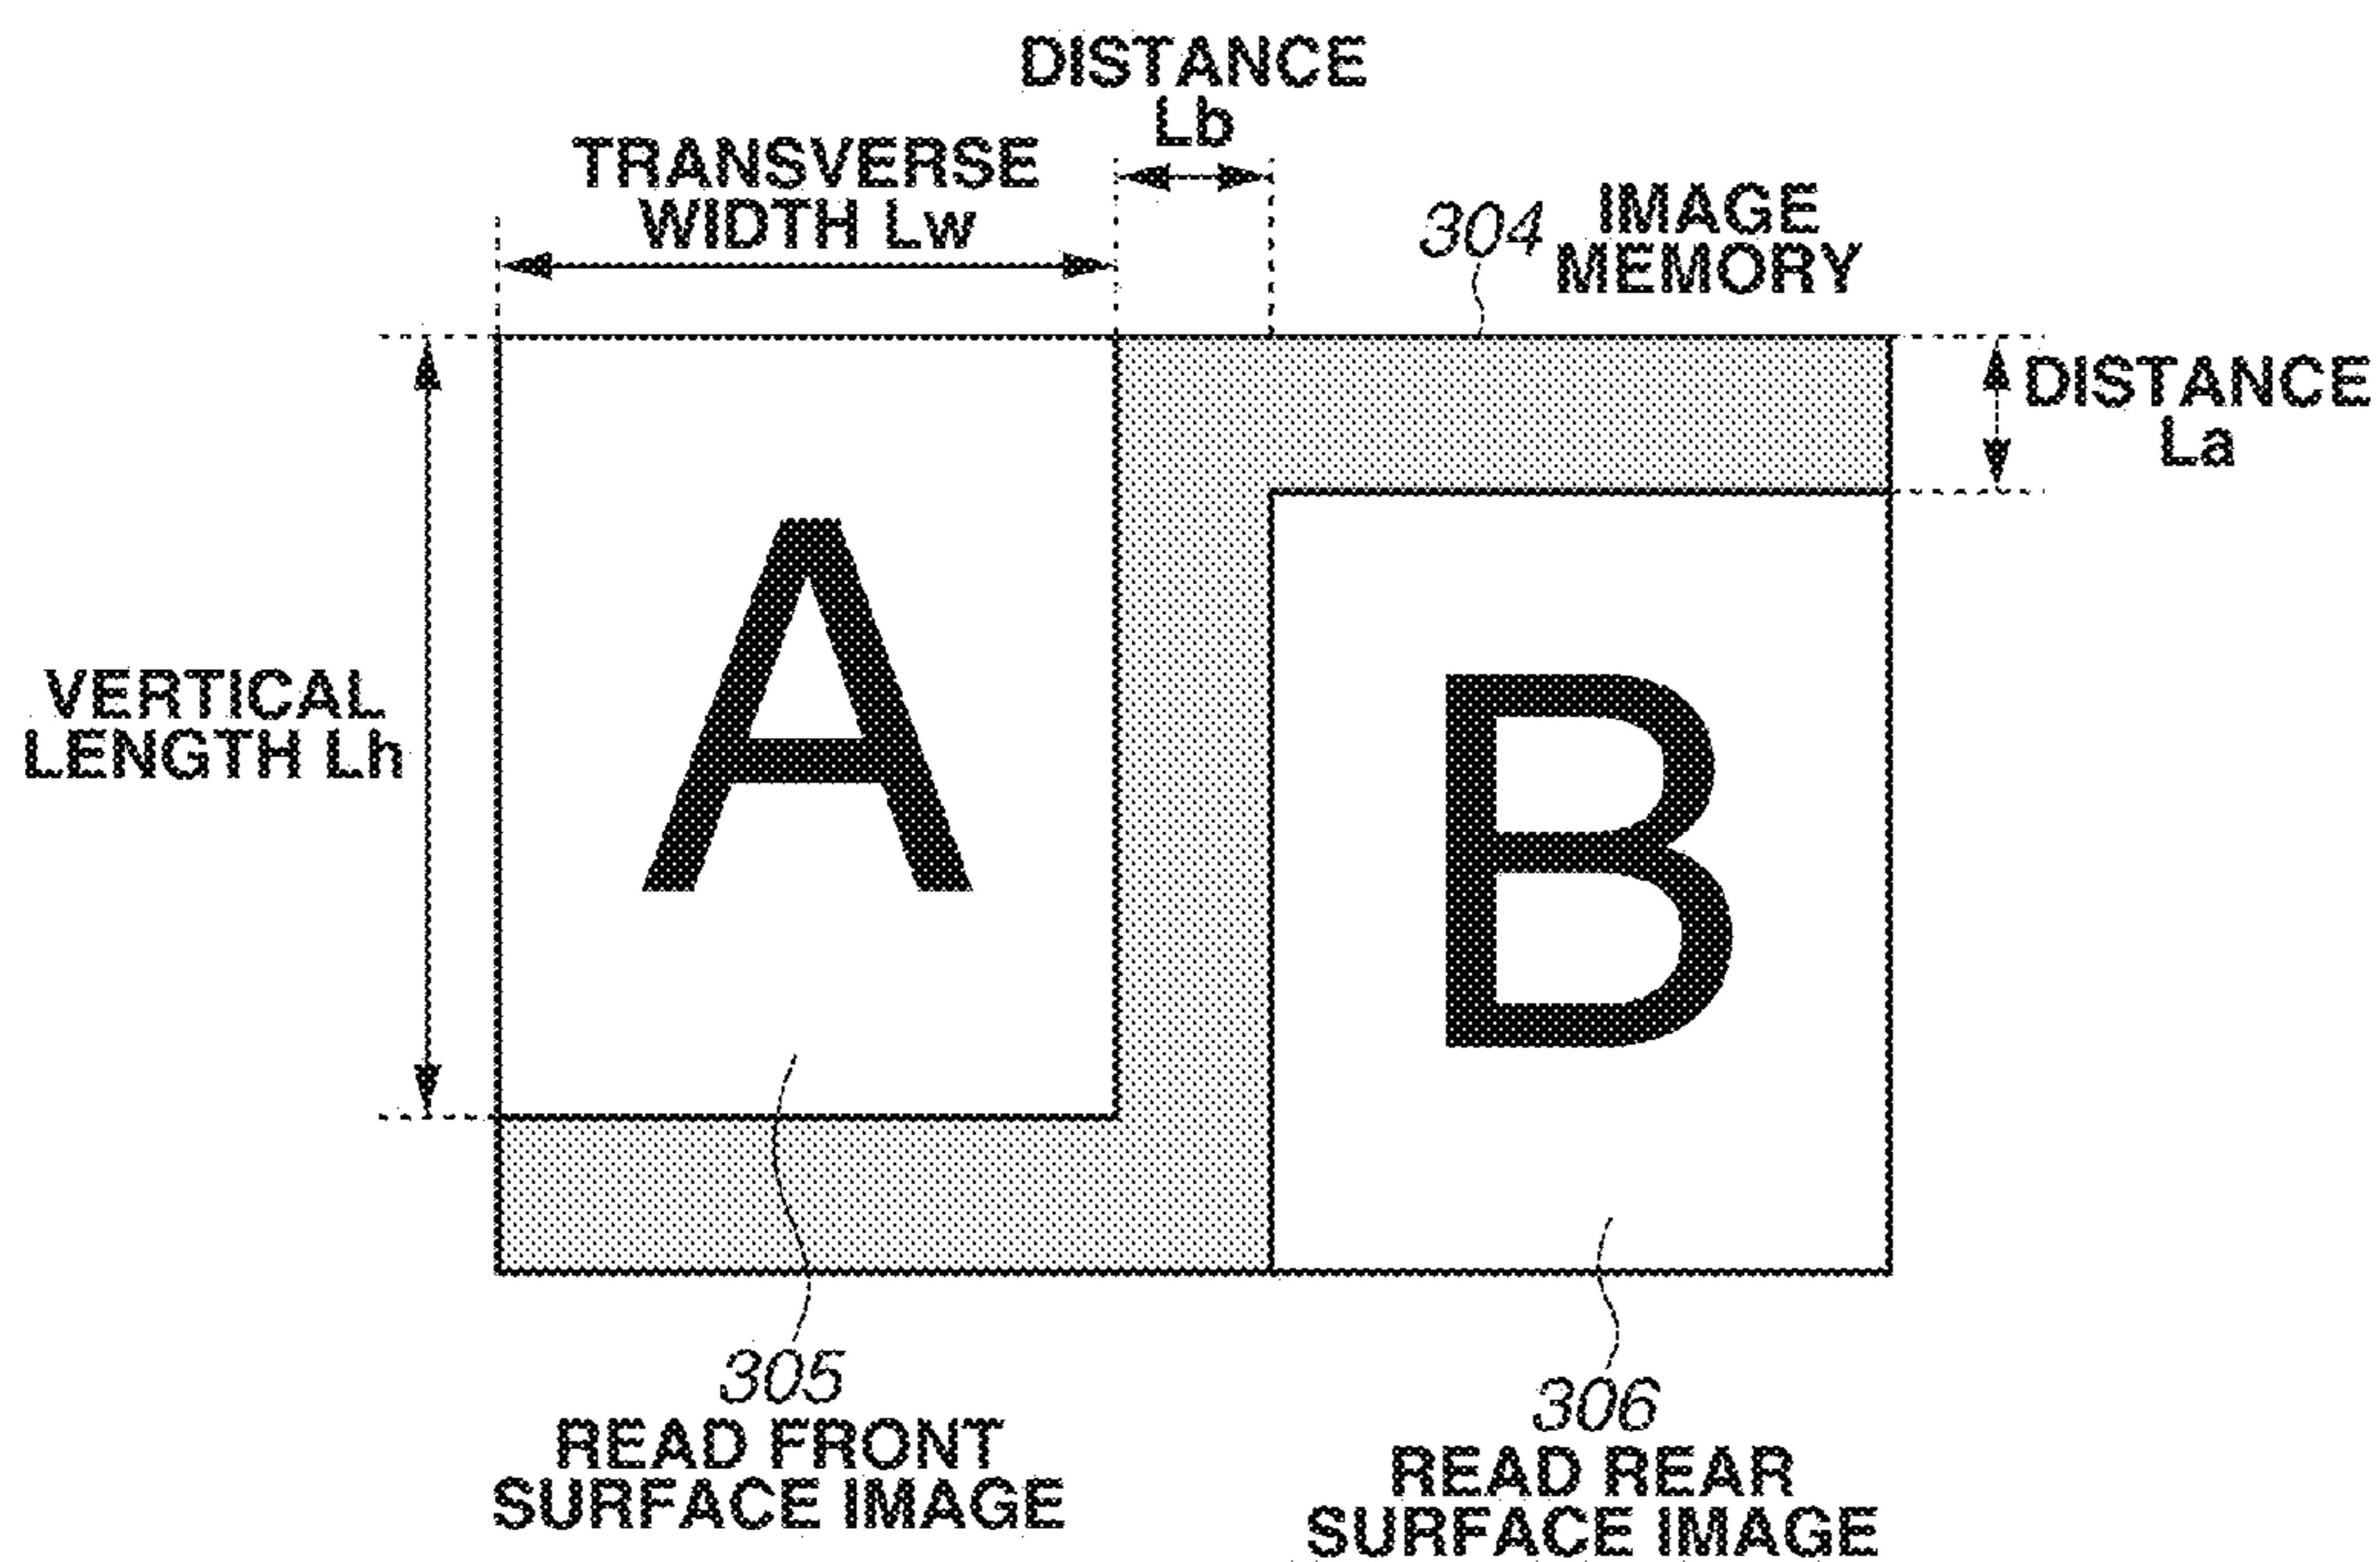 DISTANCE
Lb
TRANSVERSE
WIDTH Lw
304 IMAGE
MEMORY
DISTANCE
La
VERTICAL
LENGTH Lh
A
B
305
READ FRONT
SURFACE IMAGE
306
READ REAR
SURFACE IMAGE